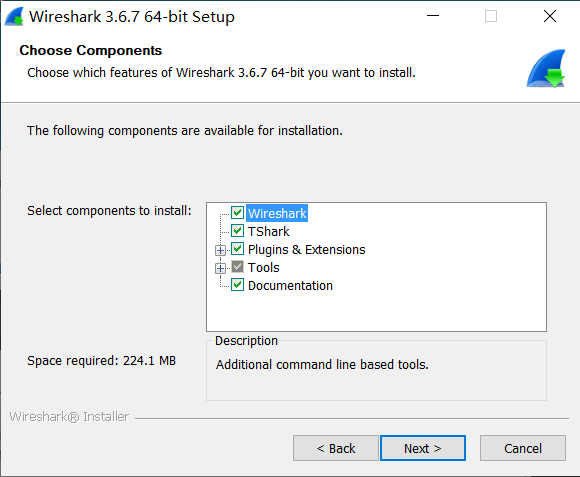 Wireshark 3.6.7 64-bit Setup
Choose Components
Choose which features of Wireshark 3.6.7 64-bit you want to install.
The following components are available for installation.
Select components to install:
Wireshark
TShark
Plugins & Extensions
Tools
Documentation
Space required: 224.1 MB
Description
Additional command line based tools.
Wireshark® Installer
< Back
Next >
Cancel